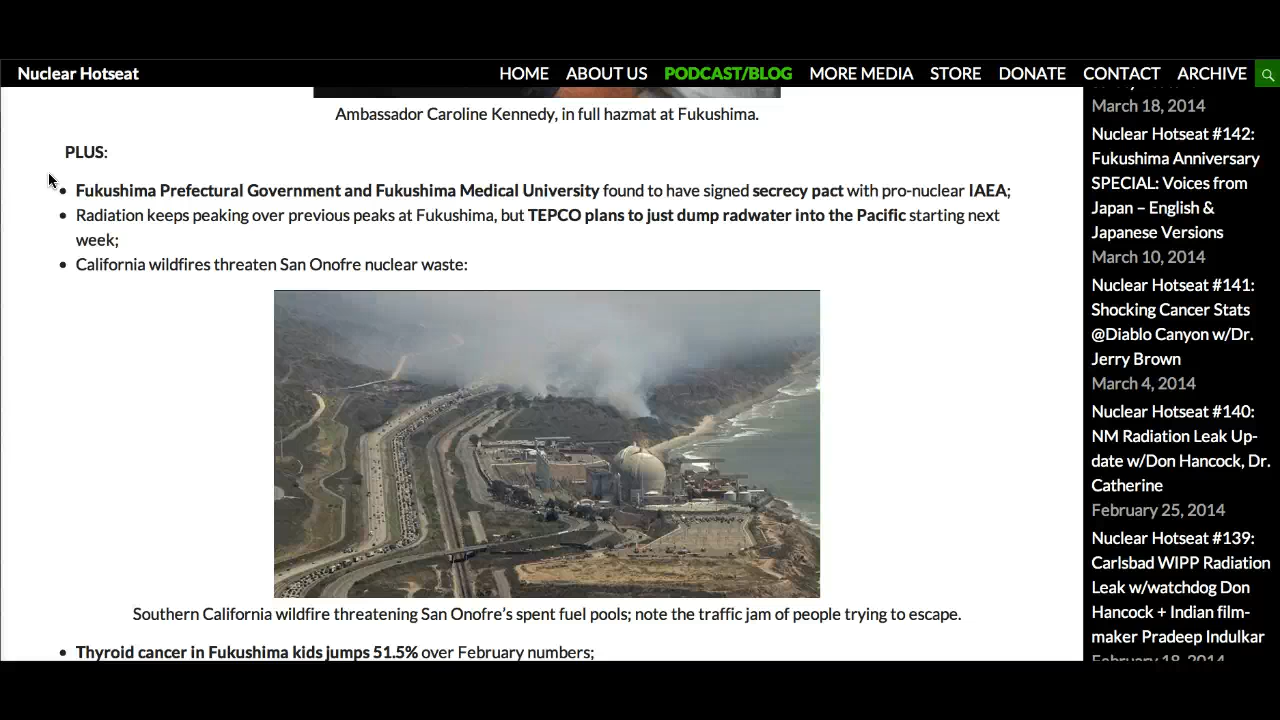 Nuclear Hotseat
HOME ABOUT US PODCAST/BLOG MORE MEDIA STORE DONATE CONTACT ARCHIVE
Ambassador Caroline Kennedy, in full hazmat at Fukushima.
PLUS:
Fukushima Prefectural Government and Fukushima Medical University found to have signed secrecy pact with pro-nuclear IAEA;
Radiation keeps peaking over previous peaks at Fukushima, but TEPCO plans to just dump radwater into the Pacific starting next
week;
California wildfires threaten San Onofre nuclear waste:
Southern California wildfire threatening San Onofre’s spent fuel pools; note the traffic jam of people trying to escape.
Thyroid cancer in Fukushima kids jumps 51.5% over February numbers;
March 18, 2014
Nuclear Hotseat #142:
Fukushima Anniversary
SPECIAL: Voices from
Japan – English &
Japanese Versions
March 10, 2014
Nuclear Hotseat #141:
Shocking Cancer Stats
@Diablo Canyon w/Dr.
Jerry Brown
March 4, 2014
Nuclear Hotseat #140:
NM Radiation Leak Up-
date w/Don Hancock, Dr.
Catherine
February 25, 2014
Nuclear Hotseat #139:
Carlsbad WIPP Radiation
Leak w/watchdog Don
Hancock + Indian film-
maker Pradeep Indulkar
February 18, 2014